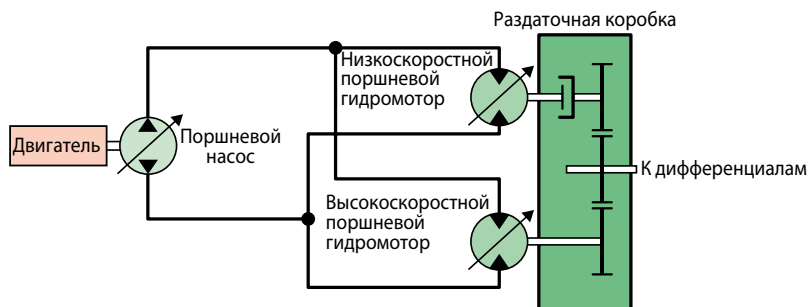 Раздаточная коробка
Низкоскоростной
поршневой
гидромотор
Двигатель
Поршневой
насос
К дифференциалам
Высокоскоростной
поршневой
гидромотор